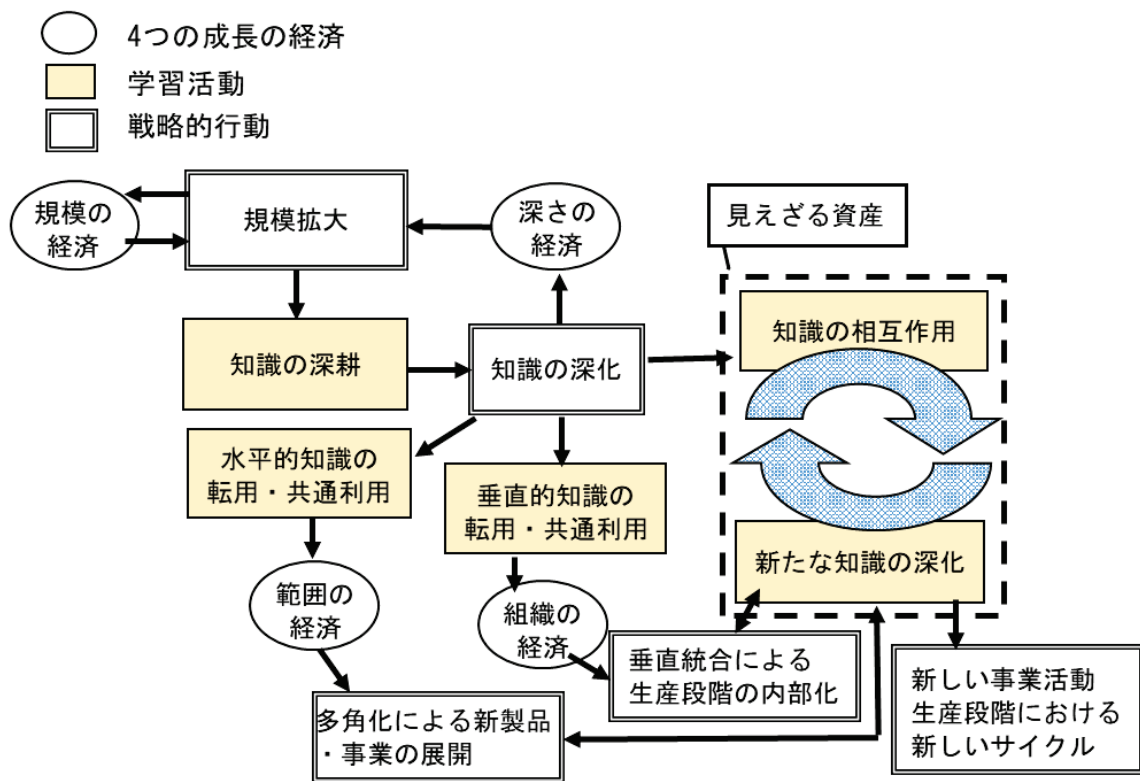 4つの成長の経済
学習活動
戦略的行動
規模の
経済
規模拡大
深さの
経済
見えざる資産
知識の深耕
知識の深化
知識の相互作用
水平的知識の
転用・共通利用
垂直的知識の
転用・共通利用
新たな知識の深化
範囲の
経済
組織の
経済
垂直統合による
生産段階の内部化
新しい事業活動
生産段階における
新しいサイクル
多角化による新製品
・事業の展開